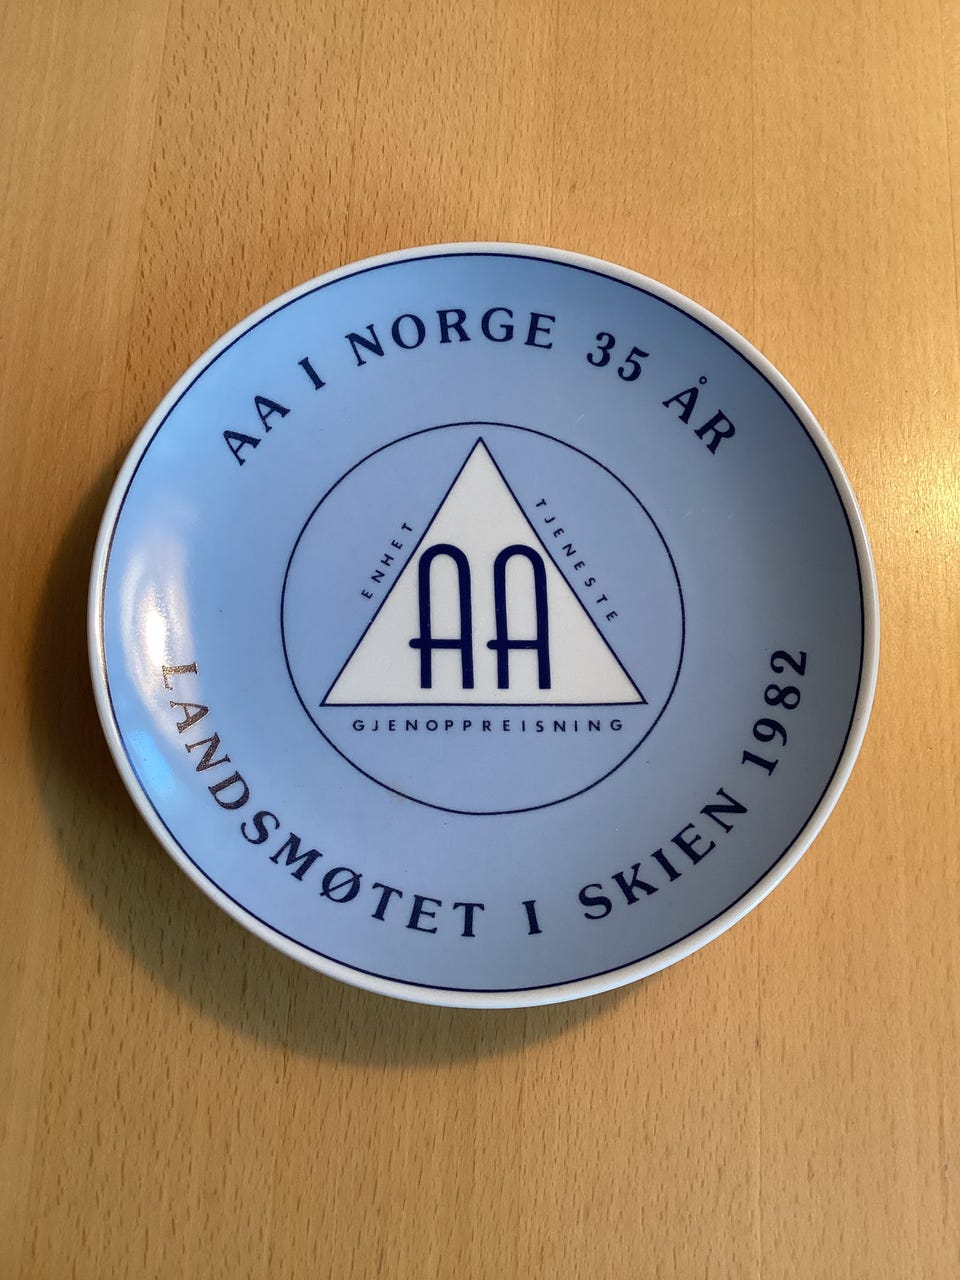 AA I NORGE 35 ÅR
ENHET
TJENESTE
AA
GJENOPPREISNING
LANDSMØTET I SKIEN 1982